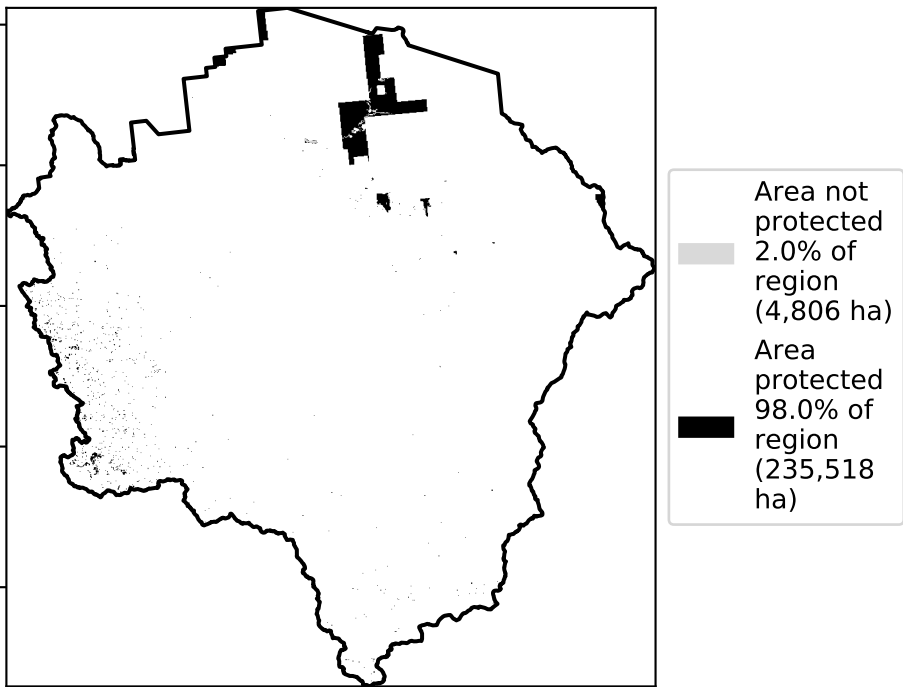 Area not
protected
2.0% of
region
(4,806 ha)
Area
protected
98.0% of
region
(235,518
ha)